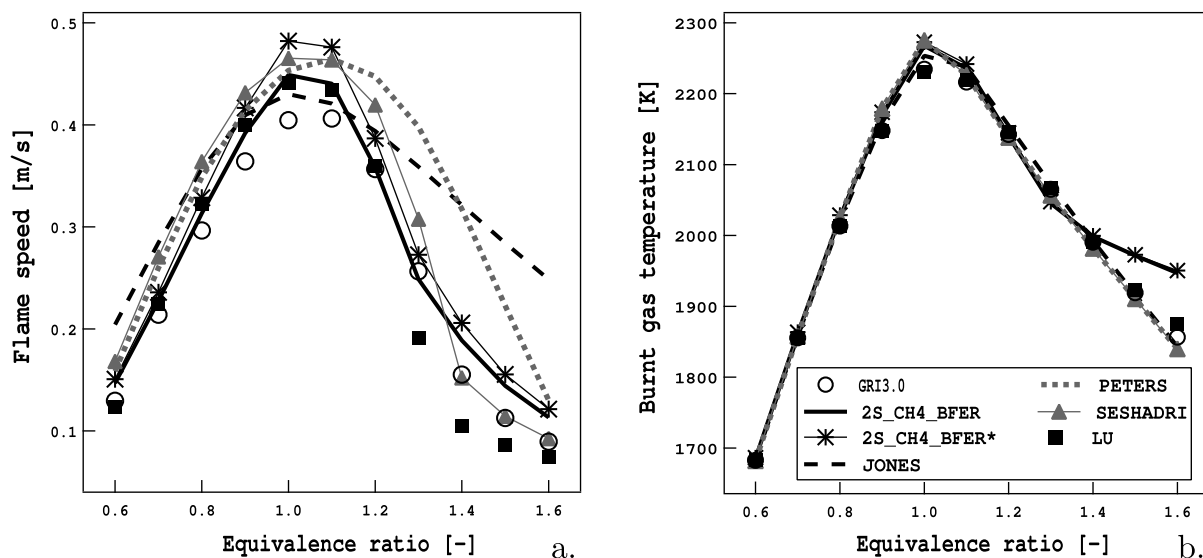 0.5
0.4
0.3
0.2
0.1
Flame speed [m/s]
0.6 0.8 1.0 1.2 1.4 1.6
Equivalence ratio [-]
a.
2300
2200
2100
2000
1900
1800
1700
Burnt gas temperature [K]
GRI3.0
2S_CH4_BFER
2S_CH4_BFER*
JONES
PETERS
SESHADRI
LU
0.6 0.8 1.0 1.2 1.4 1.6
Equivalence ratio [-]
b.